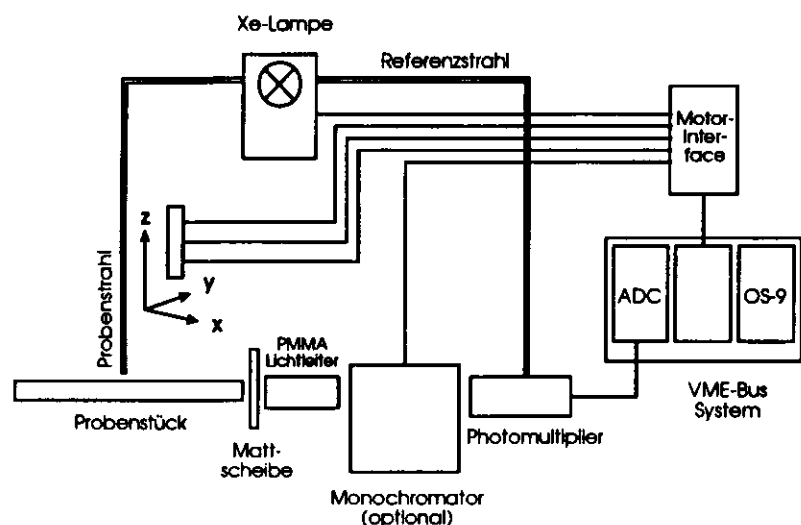 Xe-Lampe
Referenzstrahl
Motor-
Inter-
face
Probenstrahl
z
y
x
ADC
OS-9
PMMA
Lichtleiter
VME-Bus
System
Probenstück
Matt-
scheibe
Photomultiplier
Monochromator
(optional)